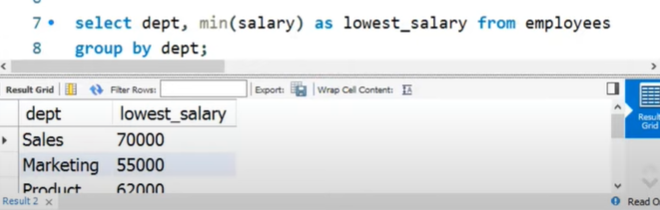 7 select dept, min(salary) as lowest_salary from employees
8 group by dept;
Result Grid Filter Rows: Export: Wrap Cell Content:
dept lowest_salary
Sales 70000
Marketing 55000
Product 62000
Result
Grid
Result 2 x Read O